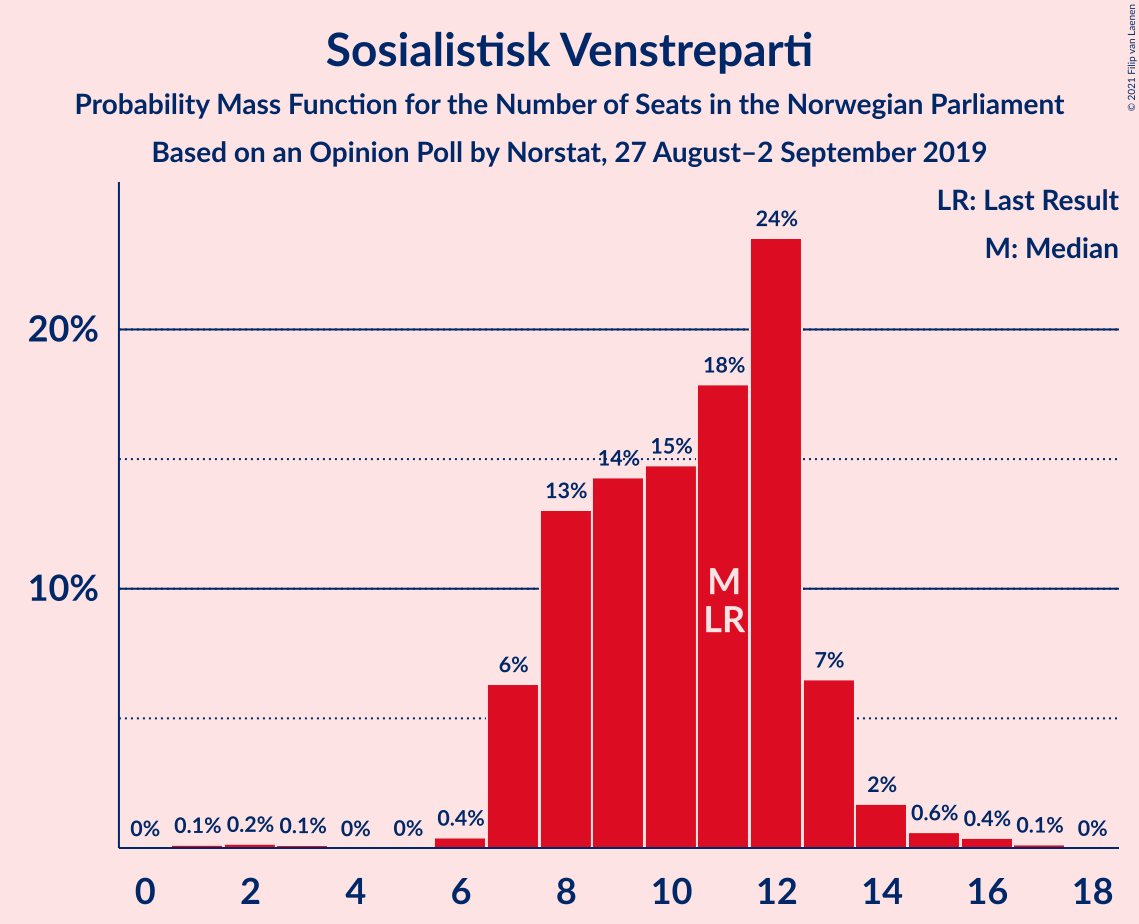 Sosialistisk Venstreparti
Probability Mass Function for the Number of Seats in the Norwegian Parliament
Based on an Opinion Poll by Norstat, 27 August–2 September 2019
© 2021 Filip van Laenen
LR: Last Result
M: Median
20%
10%
0%
0.1%
0.2%
0.1%
0%
0%
0.4%
6%
13%
14%
15%
18%
24%
7%
2%
0.6%
0.4%
0.1%
0%
M
LR
0 2 4 6 8 10 12 14 16 18